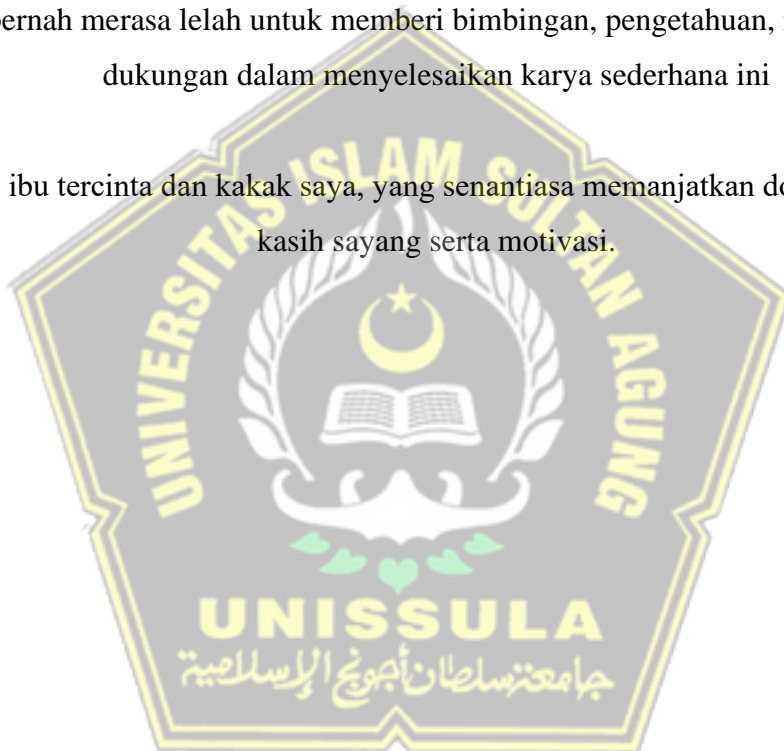 pernah merasa lelah untuk memberi bimbingan, pengetahuan,
dukungan dalam menyelesaikan karya sederhana ini
ibu tercinta dan kakak saya, yang senantiasa memanjatkan
kasih sayang serta motivasi.
UNIVERSITAS ISLAM SULTAN AGUNG
UNISSULA
جامعة سلطان أجونج الإسلامية